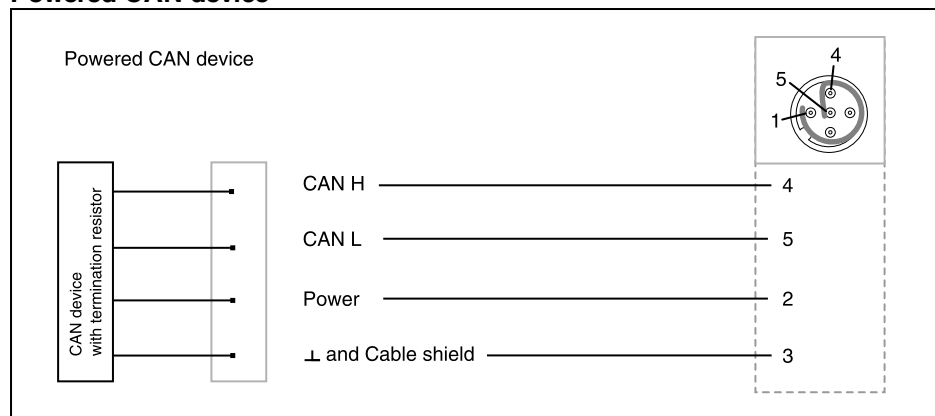 Powered CAN device
Powered CAN device
4
5
1
CAN device
with termination resistor
CAN H 4
CAN L 5
Power 2
⊥ and Cable shield 3